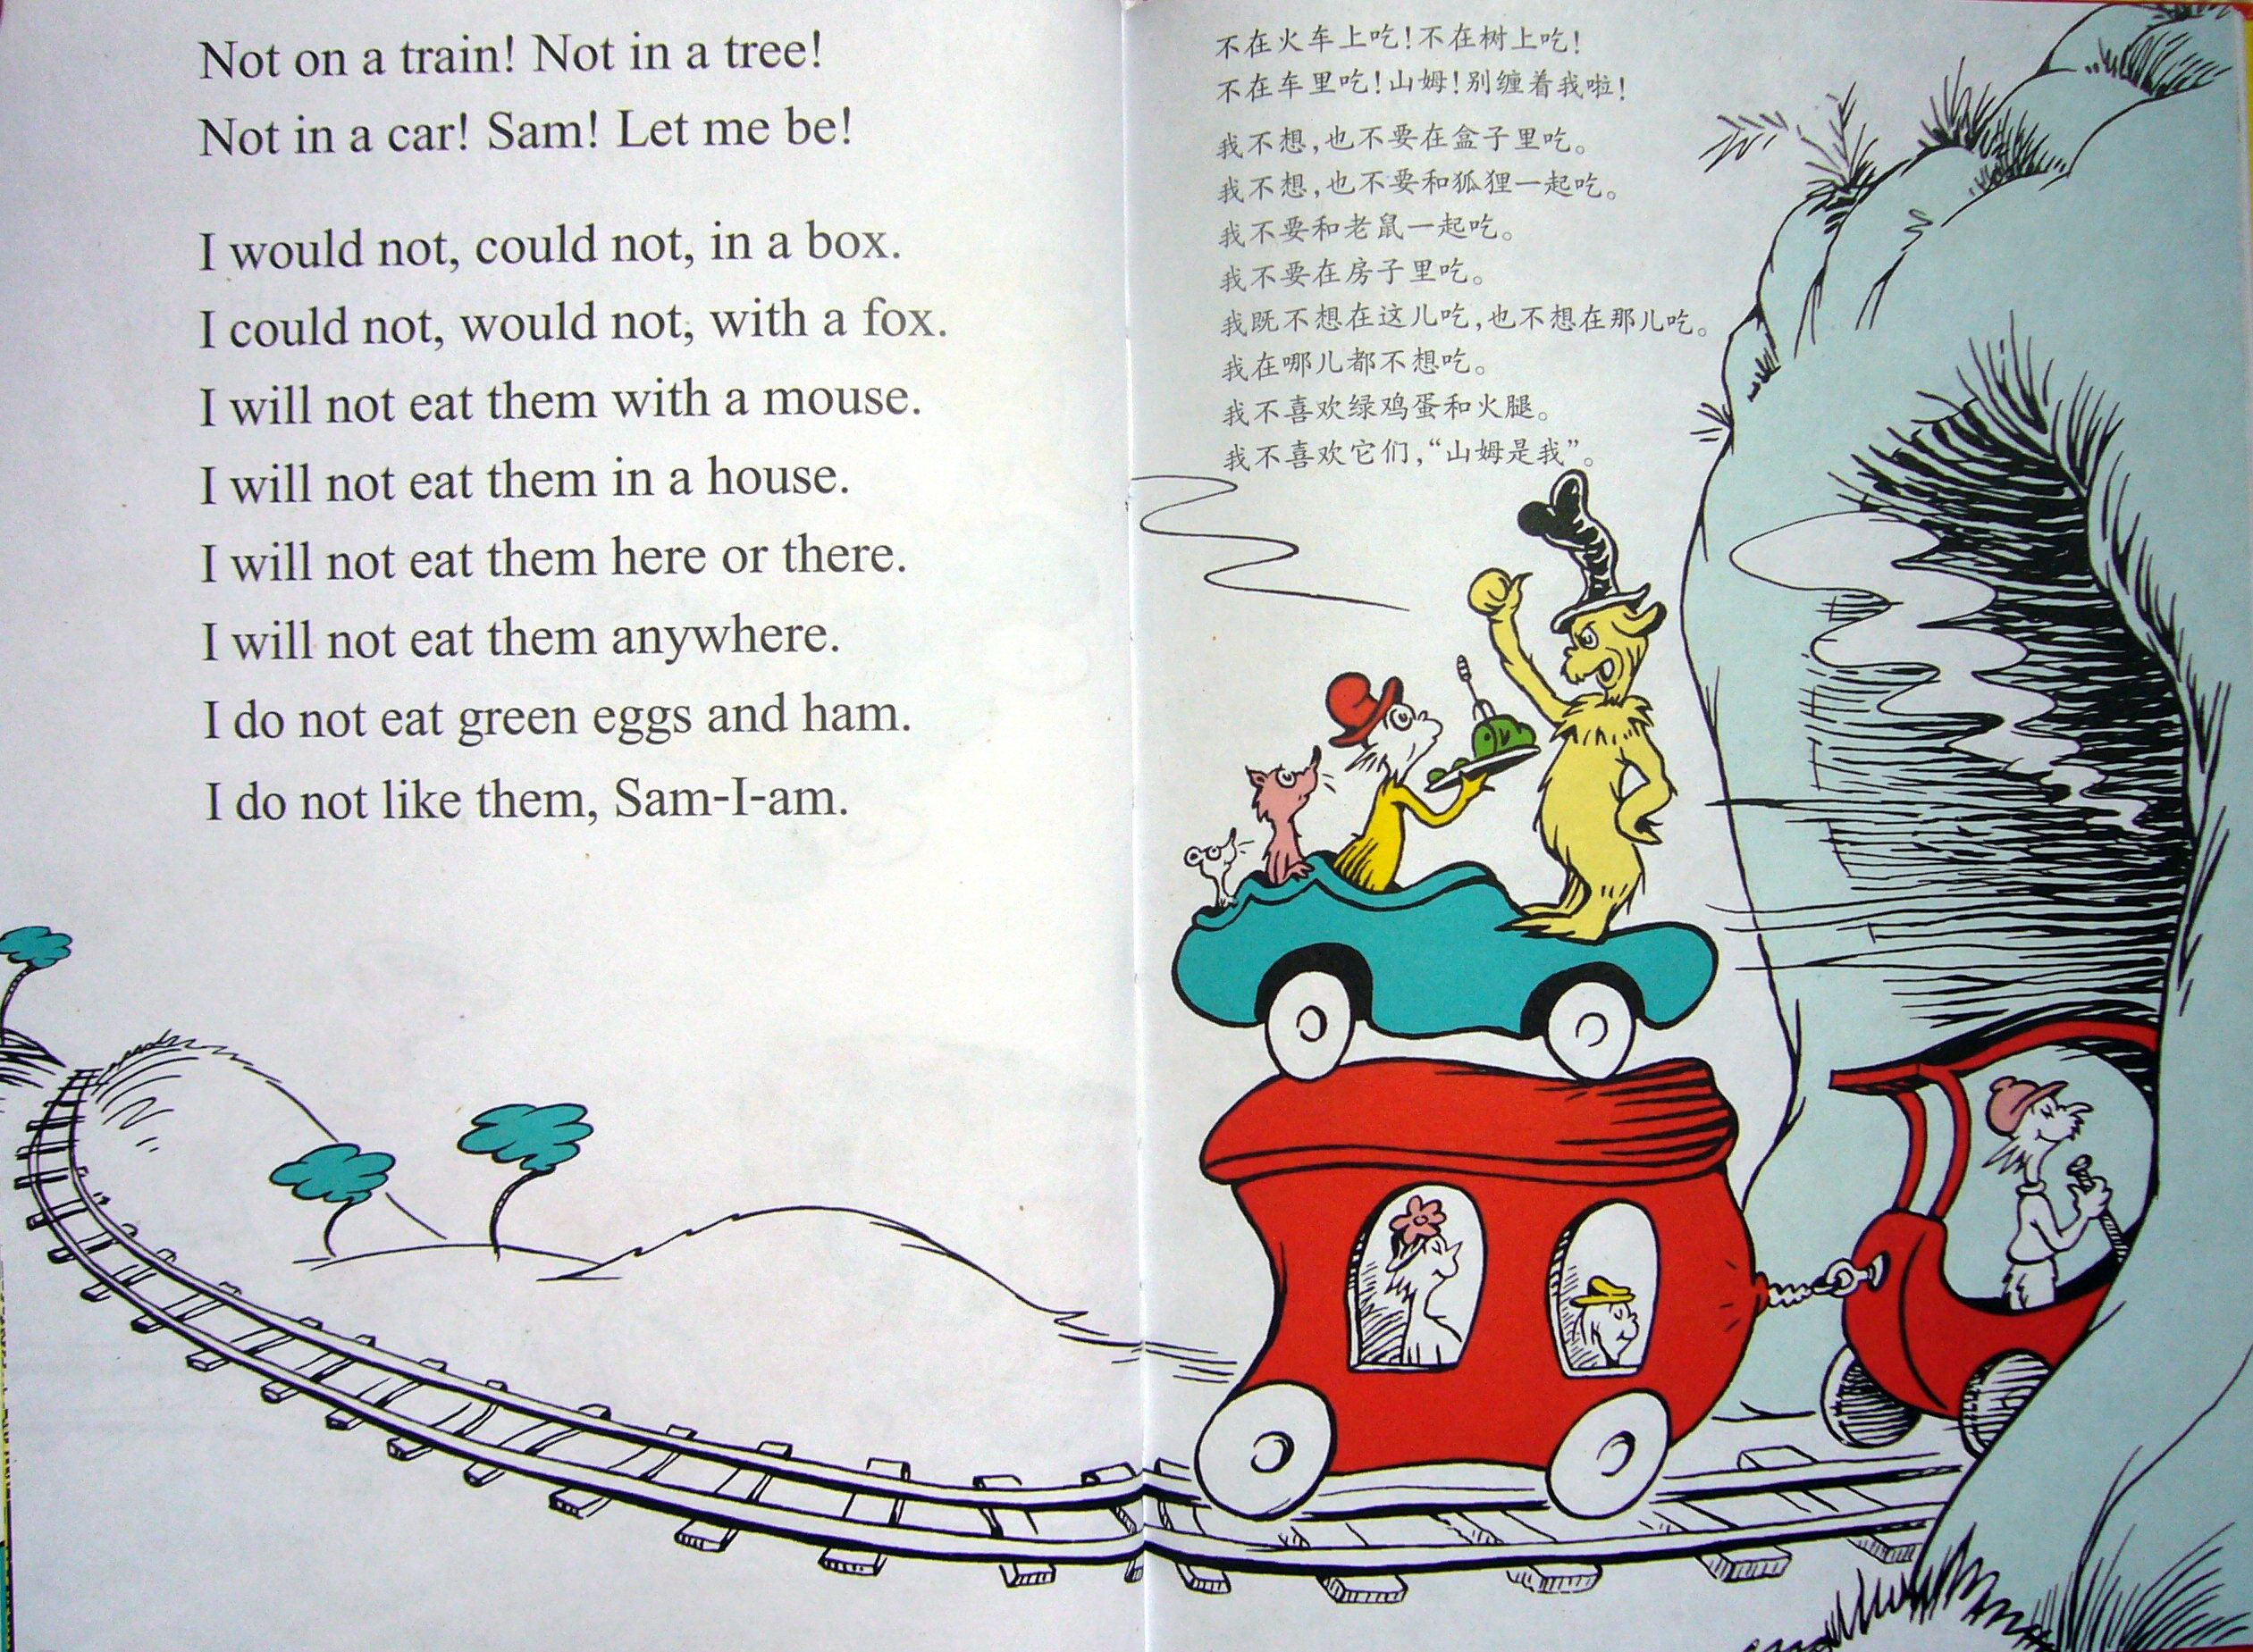 Not on a train! Not in a tree!
Not in a car! Sam! Let me be!
I would not, could not, in a box.
I could not, would not, with a fox.
I will not eat them with a mouse.
I will not eat them in a house.
I will not eat them here or there.
I will not eat them anywhere.
I do not eat green eggs and ham.
I do not like them, Sam-I-am.
不在火车上吃!不在树上吃!
不在车里吃!山姆!别缠着我啦!
我不想,也不要在盒子里吃。
我不想,也不要和狐狸一起吃。
我不要和老鼠一起吃。
我不要在房子里吃。
我既不想在这儿吃,也不想在那儿吃。
我在哪儿都不想吃。
我不喜欢绿鸡蛋和火腿。
我不喜欢它们,“山姆是我”。